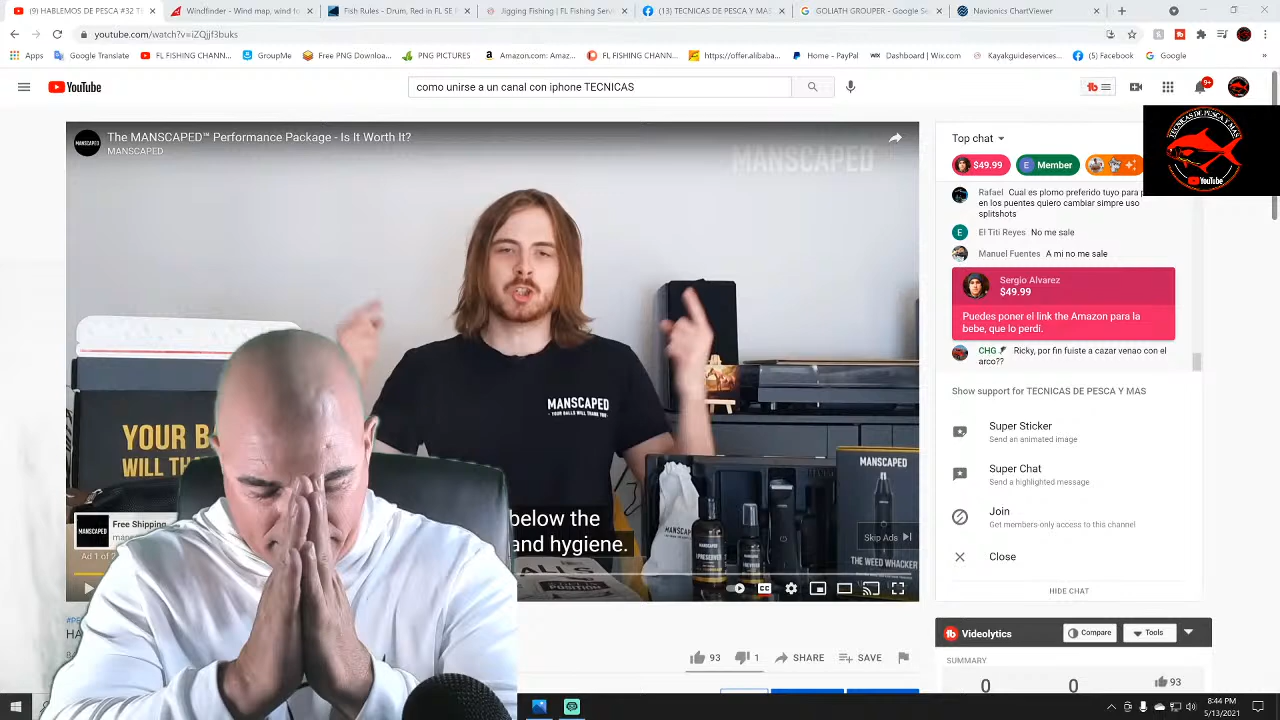 (9) HABLEMOS DE PESCA #32 T
Windfinder - Wind map, wind fo
Fish Rules - Drum, Red in FL SEF
Jigging Fishing | FL Fishing Serv
(13) TECNICAS DE PESCA Y MAS
GOLIATH GROUPER - Google Se
Navionics ChartViewer
youtube.com/watch?v=iZQjjf3buks
Apps
Google Translate
FL FISHING CHANN...
GroupMe
Free PNG Downloa...
PNG PICTURES
Amazon.com: Amaz...
FL FISHING CHANN...
https://offer.alibaba...
Home - PayPal
Dashboard | Wix.com
Kayakguideservices...
(3) Facebook
Google
YouTube
como unirse a un canal con iphone TECNICAS
9+
The MANSCAPED™ Performance Package - Is It Worth It?
MANSCAPED
MANSCAPED
TECNICAS DE PESCA Y MAS
YouTube
Top chat
$49.99
E Member
Rafael Cual es plomo preferido tuyo para p
en los puentes quiero cambiar simpre uso
splitshots
El Titi Reyes No me sale
Manuel Fuentes A mi no me sale
Sergio Alvarez
$49.99
Puedes poner el link the Amazon para la
bebe, que lo perdí.
CHG Ricky, por fin fuiste a cazar venao con el
arco??
Show support for TECNICAS DE PESCA Y MAS
Super Sticker
Send an animated image
Super Chat
Send a highlighted message
Join
Get members-only access to this channel
Close
HIDE CHAT
MANSCAPED
YOUR BALLS WILL THANK YOU
YOUR B
WILL THA
MANSCAPED
THE WEED WHACKER
Free Shipping
Ad 1 of 2
below the
and hygiene.
Skip Ads
93
1
SHARE
SAVE
Videolytics
Compare
Tools
SUMMARY
0
0
93
8:44 PM
5/13/2021